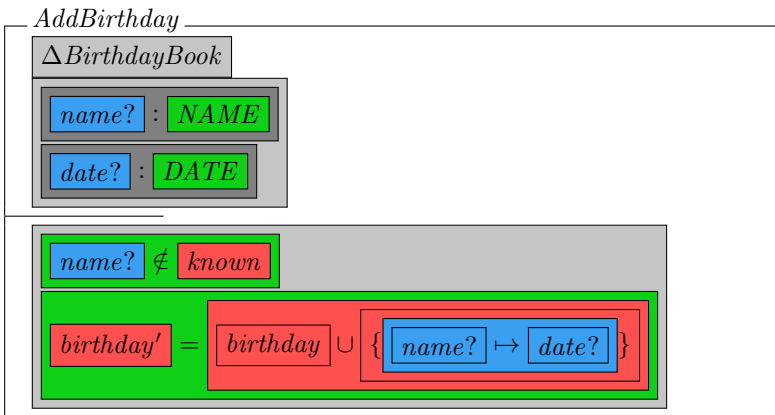 AddBirthday
ΔBirthdayBook
name? : NAME
date? : DATE
name? ∉ known
birthday′ = birthday ∪ {name? ↦ date?}